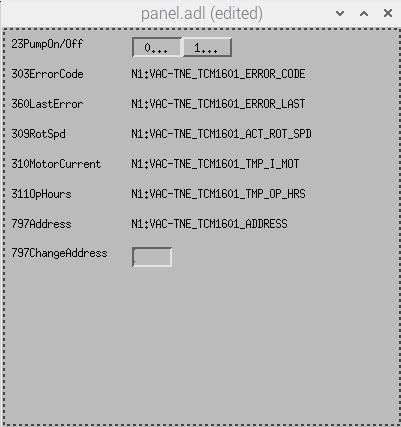 panel.adl (edited)
23PumpOn/Off 0... 1...
303ErrorCode N1:VAC-TNE_TCM1601_ERROR_CODE
360LastError N1:VAC-TNE_TCM1601_ERROR_LAST
309RotSpd N1:VAC-TNE_TCM1601_ACT_ROT_SPD
310MotorCurrent N1:VAC-TNE_TCM1601_TMP_I_MOT
311OpHours N1:VAC-TNE_TCM1601_TMP_OP_HRS
797Address N1:VAC-TNE_TCM1601_ADDRESS
797ChangeAddress